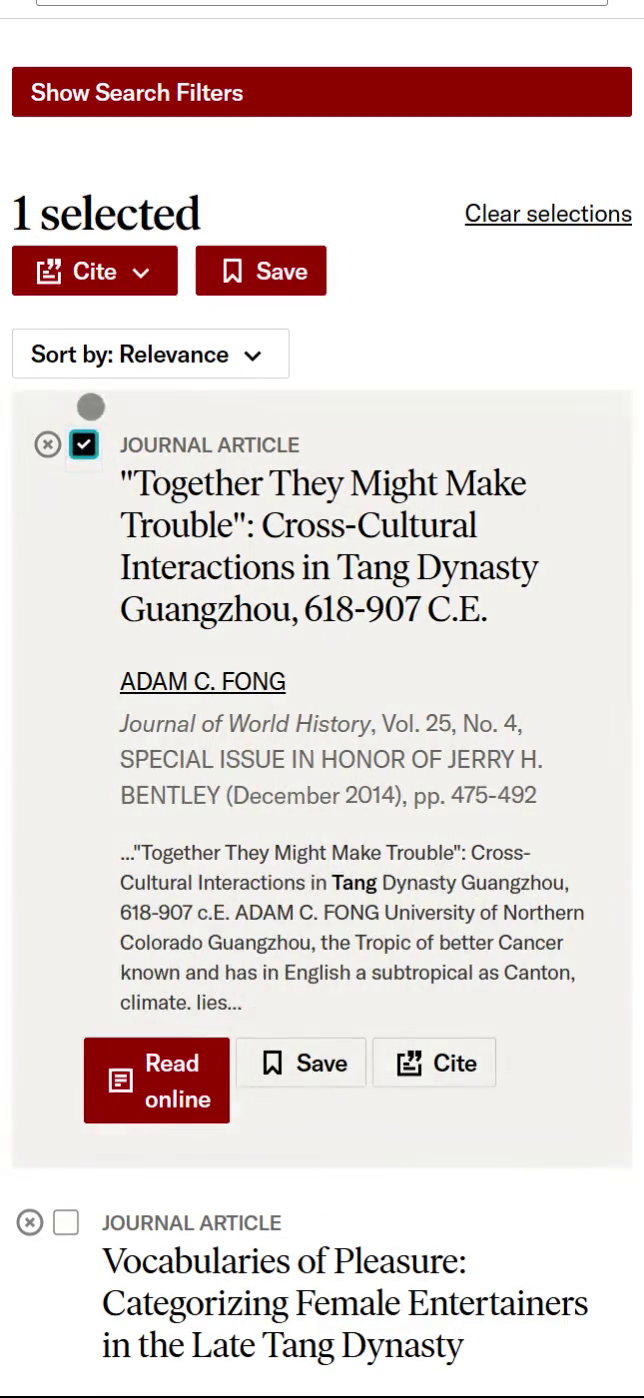 Show Search Filters
1 selected
Clear selections
Cite
Save
Sort by: Relevance
JOURNAL ARTICLE
"Together They Might Make
Trouble": Cross-Cultural
Interactions in Tang Dynasty
Guangzhou, 618-907 C.E.
ADAM C. FONG
Journal of World History, Vol. 25, No. 4,
SPECIAL ISSUE IN HONOR OF JERRY H.
BENTLEY (December 2014), pp. 475-492
..."Together They Might Make Trouble": Cross-
Cultural Interactions in Tang Dynasty Guangzhou,
618-907 c.E. ADAM C. FONG University of Northern
Colorado Guangzhou, the Tropic of better Cancer
known and has in English a subtropical as Canton,
climate. lies...
Read
online
Save
Cite
JOURNAL ARTICLE
Vocabularies of Pleasure:
Categorizing Female Entertainers
in the Late Tang Dynasty